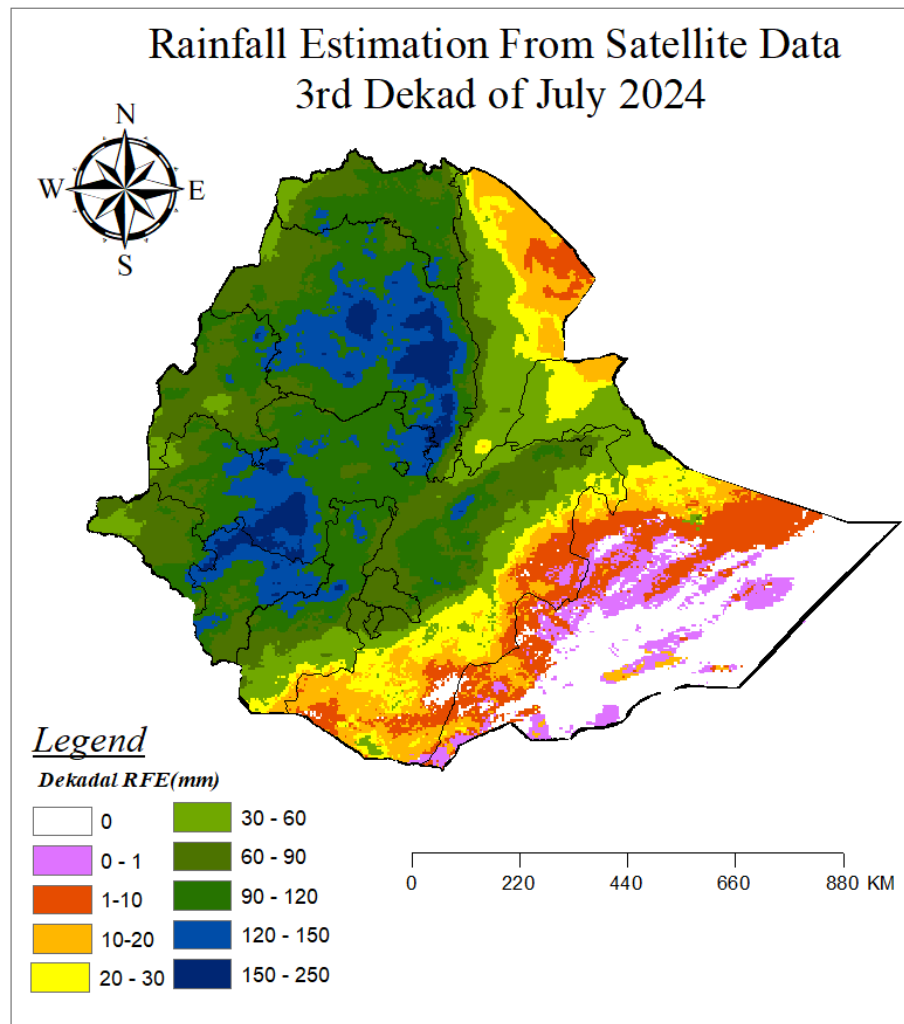 Rainfall Estimation From Satellite Data
3rd Dekad of July 2024
N
W E
S
Legend
Dekadal RFE(mm)
0
0 - 1
1-10
10-20
20 - 30
30 - 60
60 - 90
90 - 120
120 - 150
150 - 250
0 220 440 660 880 KM